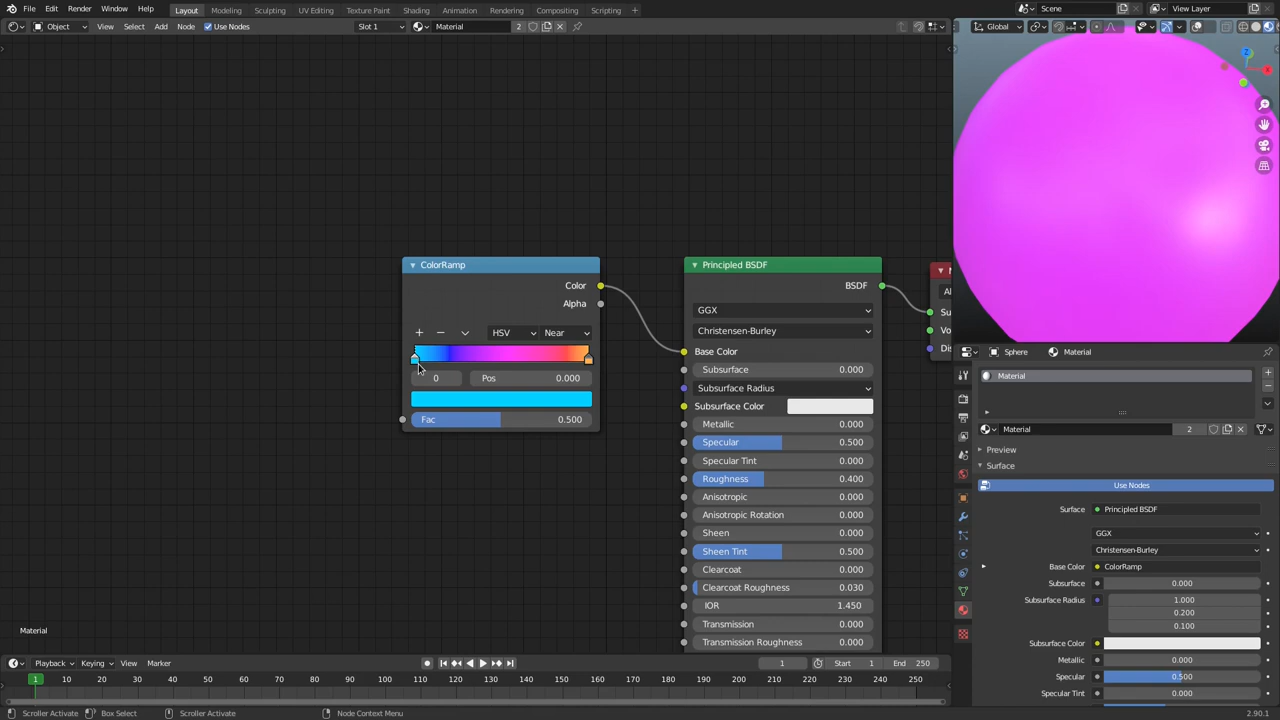 File Edit Render Window Help Layout Modeling Sculpting UV Editing Texture Paint Shading Animation Rendering Compositing Scripting Scene View Layer
Object View Select Add Node Use Nodes Slot 1 Material 2 Global
ColorRamp
Color
Alpha
HSV Near
0 Pos 0.000
Fac 0.500
Principled BSDF
BSDF
GGX
Christensen-Burley
Base Color
Subsurface 0.000
Subsurface Radius
Subsurface Color
Metallic 0.000
Specular 0.500
Specular Tint 0.000
Roughness 0.400
Anisotropic 0.000
Anisotropic Rotation 0.000
Sheen 0.000
Sheen Tint 0.500
Clearcoat 0.000
Clearcoat Roughness 0.030
IOR 1.450
Transmission 0.000
Transmission Roughness 0.000
Z
X
Sphere Material
Material
Material 2
Preview
Surface
Use Nodes
Surface Principled BSDF
GGX
Christensen-Burley
Base Color ColorRamp
Subsurface 0.000
Subsurface Radius 1.000
0.200
0.100
Subsurface Color
Metallic 0.000
Specular 0.500
Specular Tint 0.000
Material
Playback Keying View Marker 1 Start 1 End 250
1 10 20 30 40 50 60 70 80 90 100 110 120 130 140 150 160 170 180 190 200 210 220 230 240 250
Scroller Activate Box Select Scroller Activate Node Context Menu 2.90.1